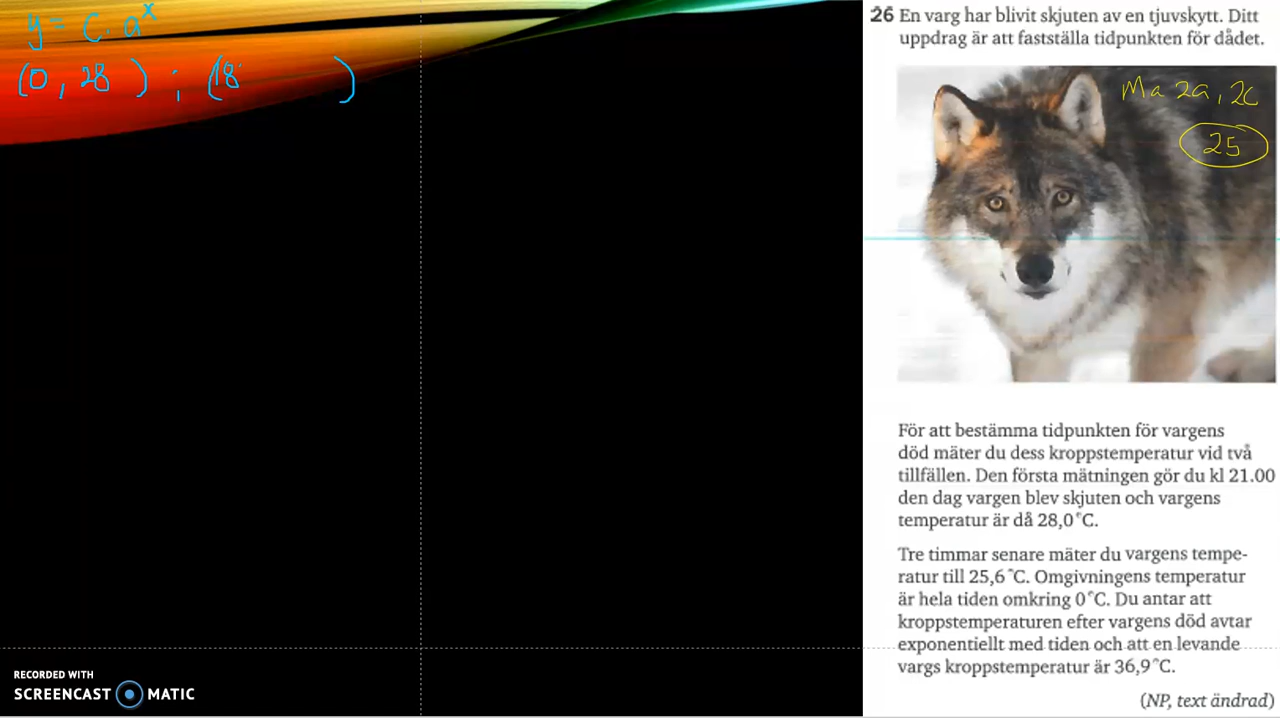 y = C · a^x
(0, 28 ) ; (18 )
26 En varg har blivit skjuten av en tjuvskytt. Ditt
uppdrag är att fastställa tidpunkten för dådet.
Ma 2a, 2c
25
För att bestämma tidpunkten för vargens
död mäter du dess kroppstemperatur vid två
tillfällen. Den första mätningen gör du kl 21.00
den dag vargen blev skjuten och vargens
temperatur är då 28,0 °C.
Tre timmar senare mäter du vargens tempe-
ratur till 25,6 °C. Omgivningens temperatur
är hela tiden omkring 0 °C. Du antar att
kroppstemperaturen efter vargens död avtar
exponentiellt med tiden och att en levande
vargs kroppstemperatur är 36,9 °C.
(NP, text ändrad)
RECORDED WITH
SCREENCAST MATIC